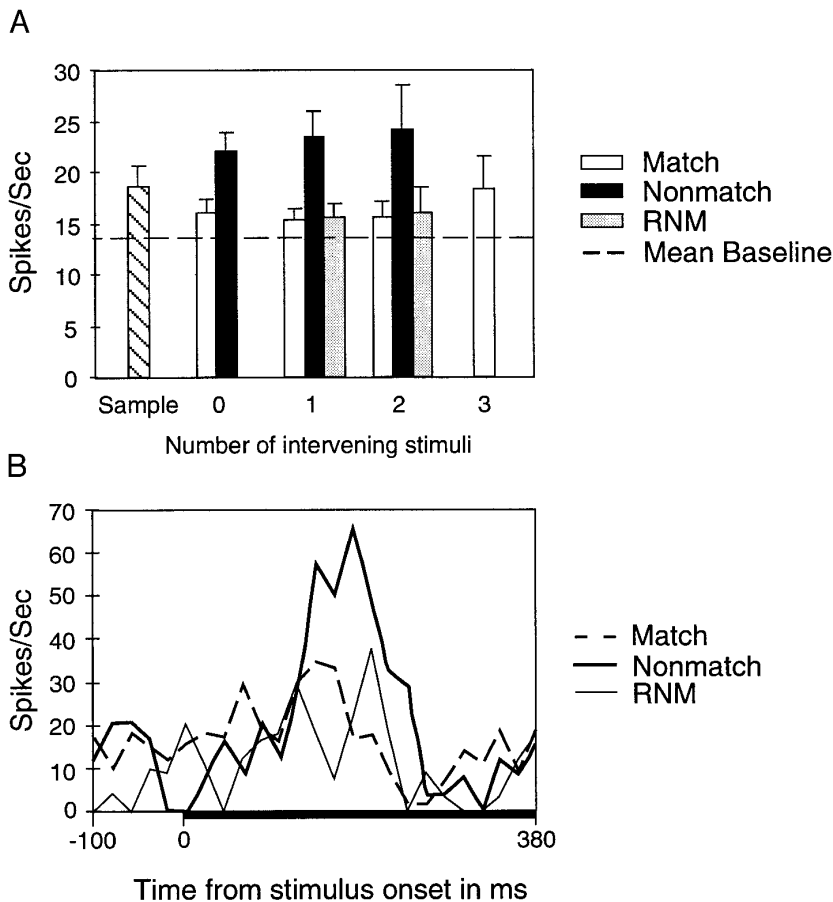 A
30
25
20
15
10
5
0
Spikes/Sec
Sample 0 1 2 3
Number of intervening stimuli
Match
Nonmatch
RNM
Mean Baseline
B
70
60
50
40
30
20
10
0
Spikes/Sec
-100 0 380
Time from stimulus onset in ms
Match
Nonmatch
RNM